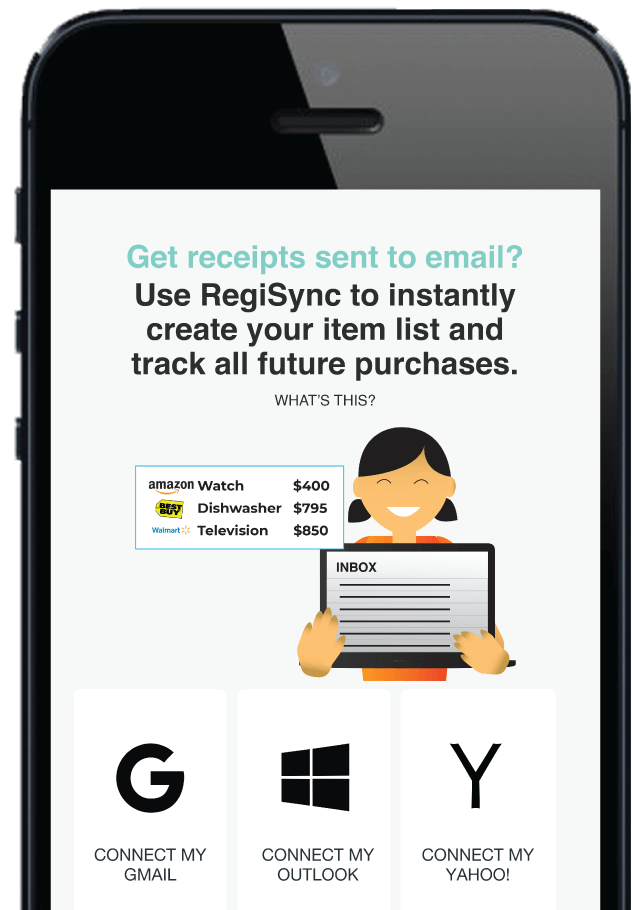 Get receipts sent to email?
Use RegiSync to instantly
create your item list and
track all future purchases.
WHAT'S THIS?
amazon Watch $400
BEST BUY Dishwasher $795
Walmart Television $850
INBOX
G
Y
CONNECT MY GMAIL
CONNECT MY OUTLOOK
CONNECT MY YAHOO!